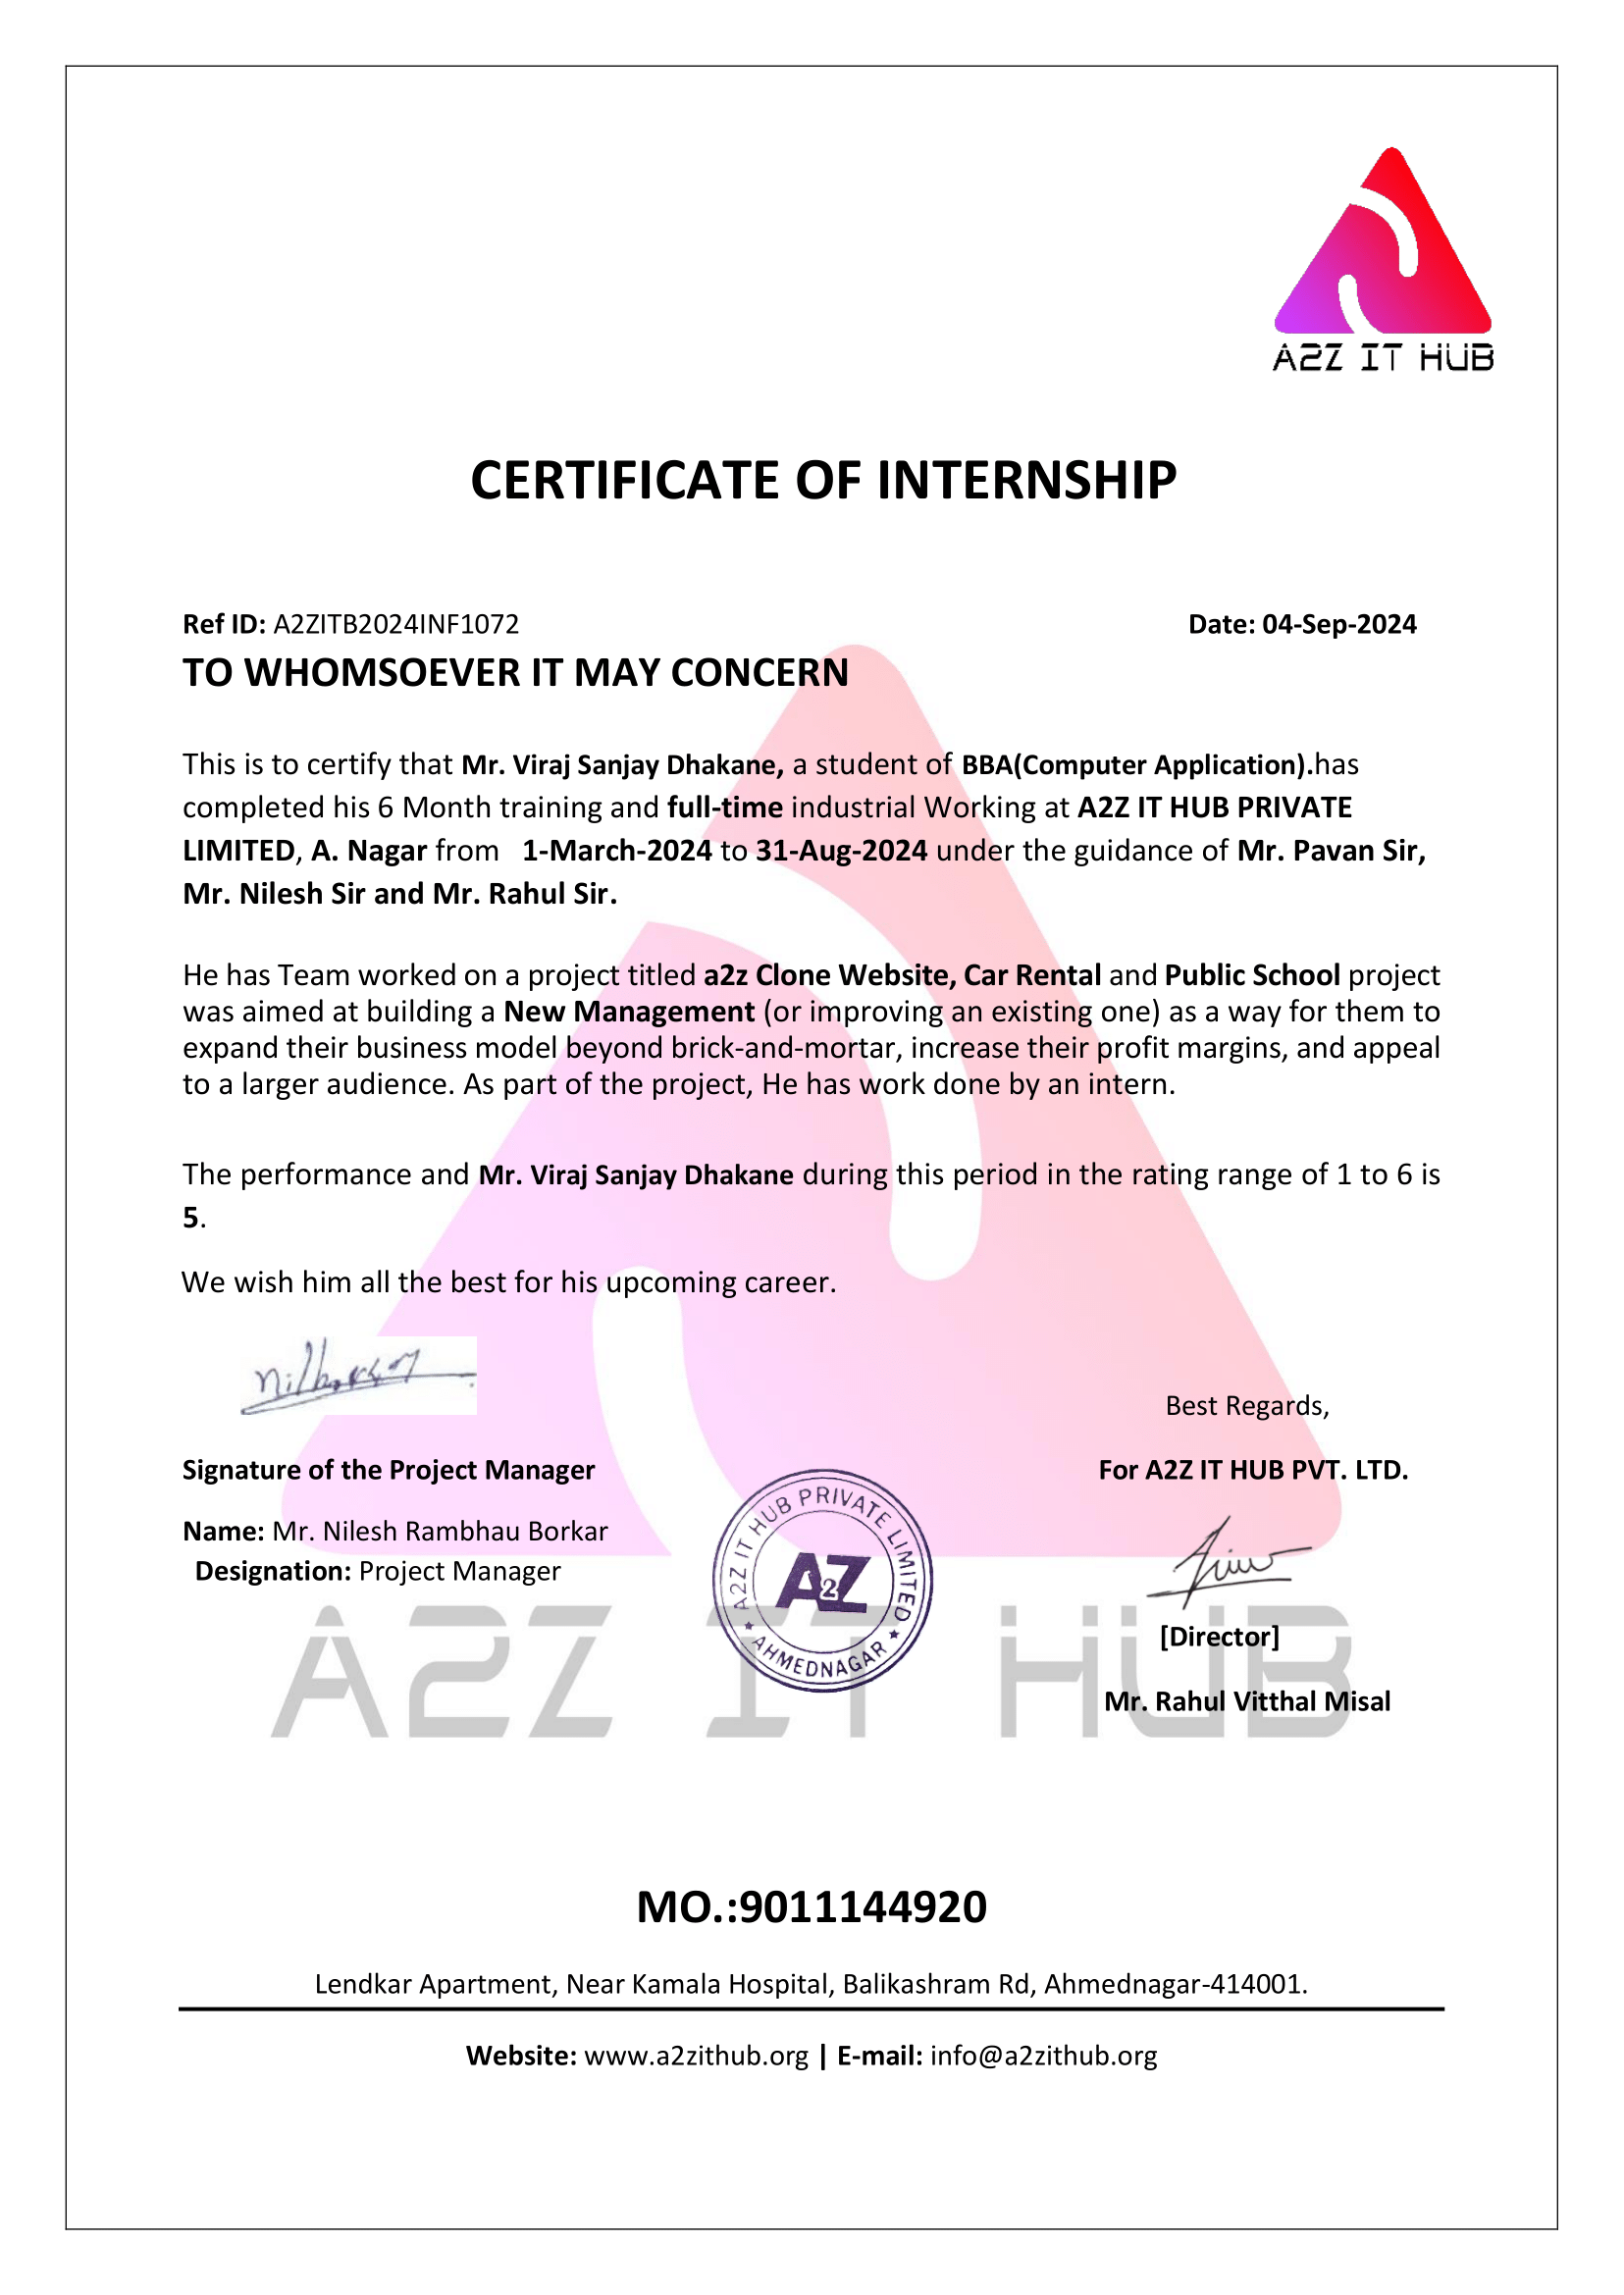 A2Z IT HUB
CERTIFICATE OF INTERNSHIP
Ref ID: A2ZITB2024INF1072 Date: 04-Sep-2024
TO WHOMSOEVER IT MAY CONCERN
This is to certify that Mr. Viraj Sanjay Dhakane, a student of BBA(Computer Application).has
completed his 6 Month training and full-time industrial Working at A2Z IT HUB PRIVATE
LIMITED, A. Nagar from 1-March-2024 to 31-Aug-2024 under the guidance of Mr. Pavan Sir,
Mr. Nilesh Sir and Mr. Rahul Sir.
He has Team worked on a project titled a2z Clone Website, Car Rental and Public School project
was aimed at building a New Management (or improving an existing one) as a way for them to
expand their business model beyond brick-and-mortar, increase their profit margins, and appeal
to a larger audience. As part of the project, He has work done by an intern.
The performance and Mr. Viraj Sanjay Dhakane during this period in the rating range of 1 to 6 is
5.
We wish him all the best for his upcoming career.
Best Regards,
Signature of the Project Manager For A2Z IT HUB PVT. LTD.
Name: Mr. Nilesh Rambhau Borkar
Designation: Project Manager
A2Z IT HUB PRIVATE LIMITED
A2Z
★ AHMEDNAGAR ★
[Director]
Mr. Rahul Vitthal Misal
A2Z IT HUB
MO.:9011144920
Lendkar Apartment, Near Kamala Hospital, Balikashram Rd, Ahmednagar-414001.
Website: www.a2zithub.org | E-mail: info@a2zithub.org